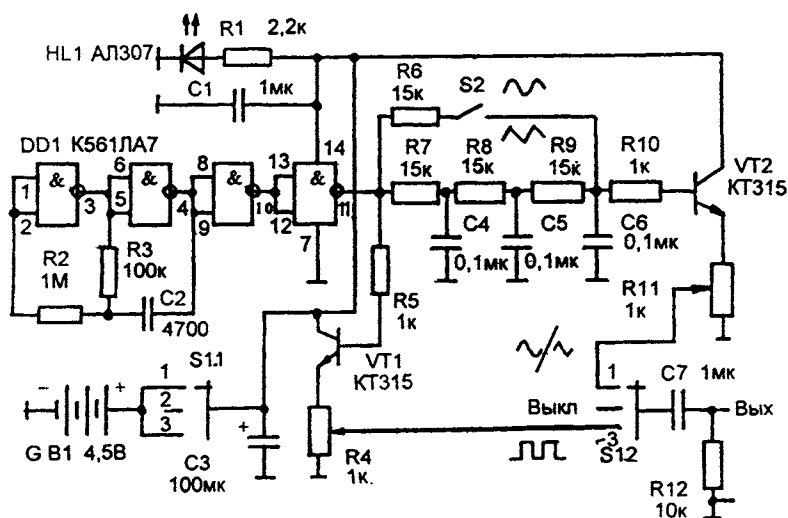 R1 2,2к
HL1 АЛ307
C1 1мк
R6
15к
S2
DD1 К561ЛА7
14
R7
15к
R8
15к
R9
15к
R10
1к
VT2
КТ315
&
&
&
&
1
2
3
6
5
4
8
9
10
13
12
11
7
R2
1М
R3
100к
C2
4700
C4
0,1мк
C5
0,1мк
C6
0,1мк
R5
1к
R11
1к
VT1
КТ315
S1.1
1
2
3
- +
GB1 4,5В
+
C3
100мк
R4
1к.
1
Выкл
3
S1.2
C7 1мк
Вых
R12
10к